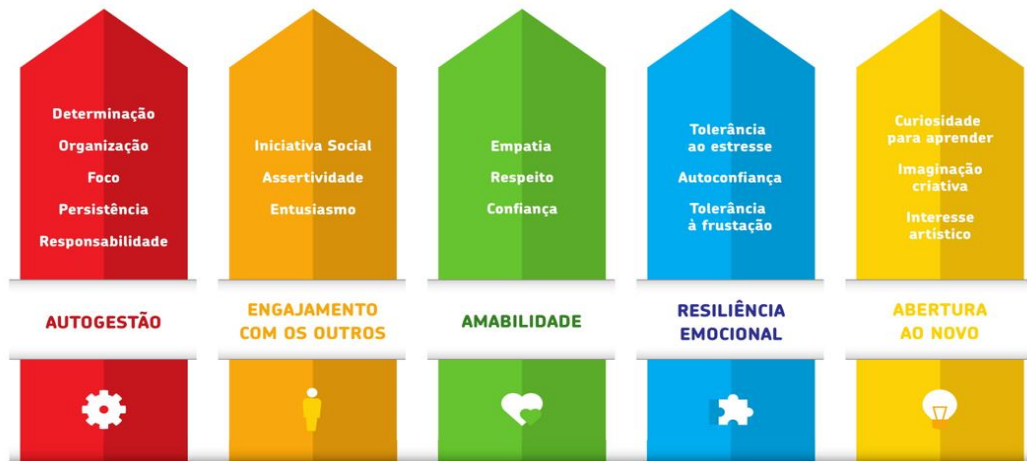 Determinação
Organização
Foco
Persistência
Responsabilidade
AUTOGESTÃO
Iniciativa Social
Assertividade
Entusiasmo
ENGAJAMENTO
COM OS OUTROS
Empatia
Respeito
Confiança
AMABILIDADE
Tolerância
ao estresse
Autoconfiança
Tolerância
à frustação
RESILIÊNCIA
EMOCIONAL
Curiosidade
para aprender
Imaginação
criativa
Interesse
artístico
ABERTURA
AO NOVO